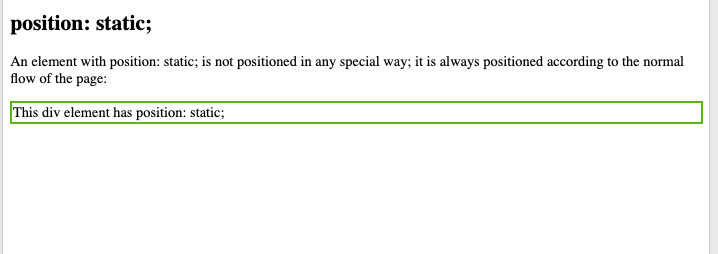 position: static;
An element with position: static; is not positioned in any special way; it is always positioned according to the normal
flow of the page:
This div element has position: static;